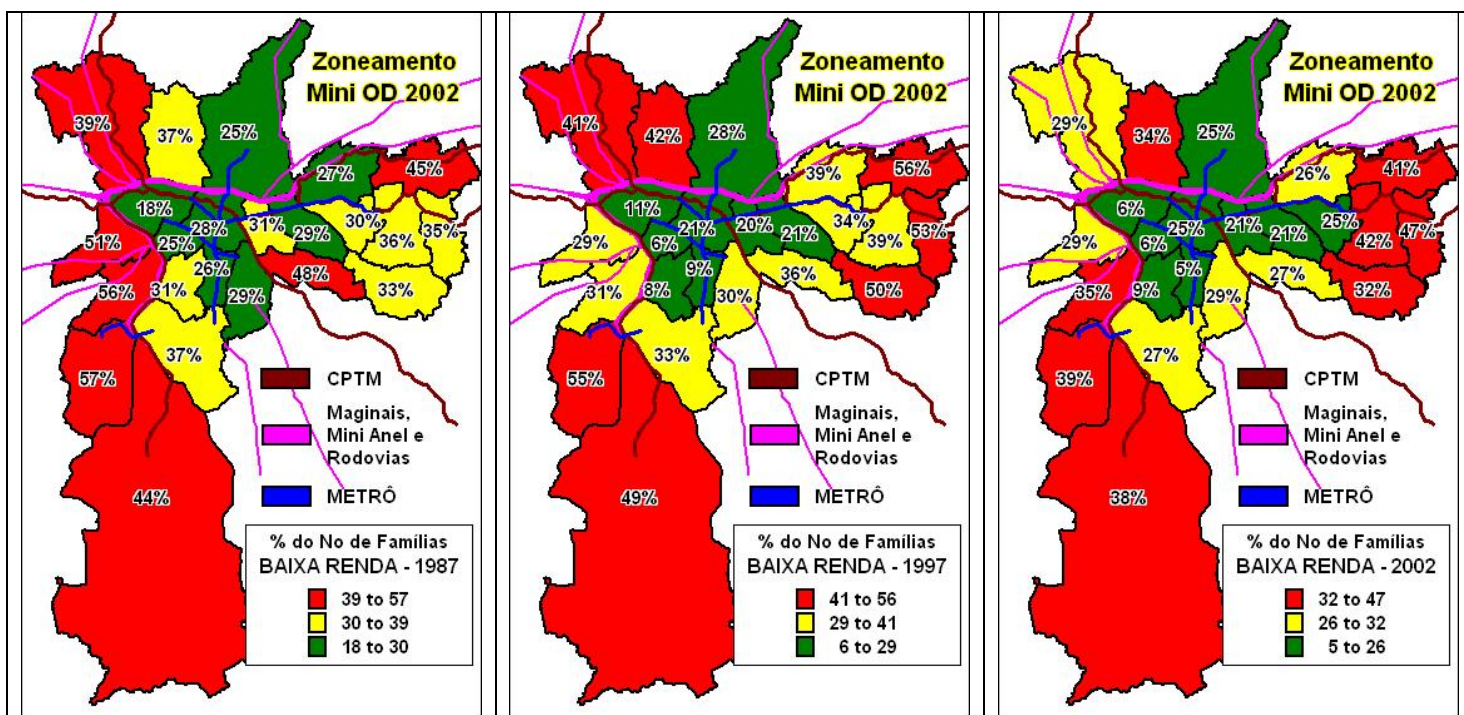 Zoneamento
Mini OD 2002
39%
37%
25%
27%
45%
18%
28%
31%
30%
35%
29%
36%
51%
25%
26%
48%
33%
56%
31%
29%
37%
57%
44%
CPTM
Maginais,
Mini Anel e
Rodovias
METRÔ
% do No de Famílias
BAIXA RENDA - 1987
39 to 57
30 to 39
18 to 30
Zoneamento
Mini OD 2002
41%
42%
28%
39%
56%
11%
21%
20%
34%
53%
21%
39%
29%
6%
9%
36%
50%
31%
8%
30%
33%
55%
49%
CPTM
Maginais,
Mini Anel e
Rodovias
METRÔ
% do No de Famílias
BAIXA RENDA - 1997
41 to 56
29 to 41
6 to 29
Zoneamento
Mini OD 2002
29%
34%
25%
26%
41%
6%
25%
21%
25%
47%
21%
42%
29%
6%
5%
27%
32%
35%
9%
29%
27%
39%
38%
CPTM
Maginais,
Mini Anel e
Rodovias
METRÔ
% do No de Famílias
BAIXA RENDA - 2002
32 to 47
26 to 32
5 to 26